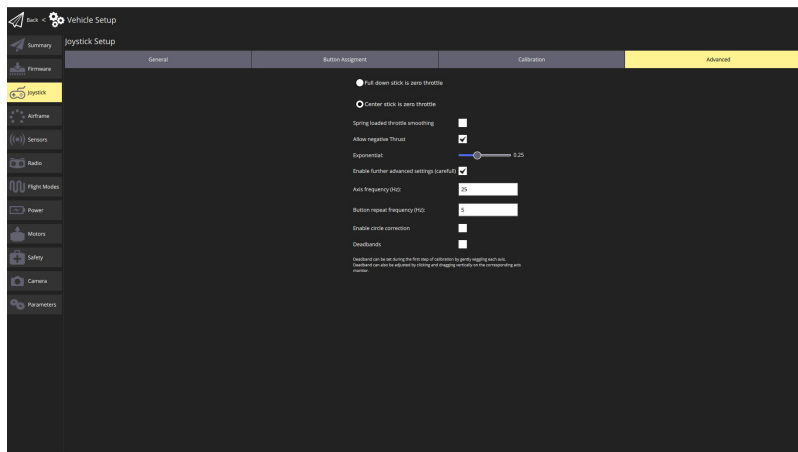 Back < Vehicle Setup
Summary
Firmware
Joystick
Airframe
Sensors
Radio
Flight Modes
Power
Motors
Safety
Camera
Parameters
Joystick Setup
General
Button Assigment
Calibration
Advanced
Full down stick is zero throttle
Center stick is zero throttle
Spring loaded throttle smoothing
Allow negative Thrust
Exponential: 0.25
Enable further advanced settings (careful!)
Axis frequency (Hz): 25
Button repeat frequency (Hz): 5
Enable circle correction
Deadbands
Deadband can be set during the first step of calibration by gently wiggling each axis.
Deadband can also be adjusted by clicking and dragging vertically on the corresponding axis
monitor.